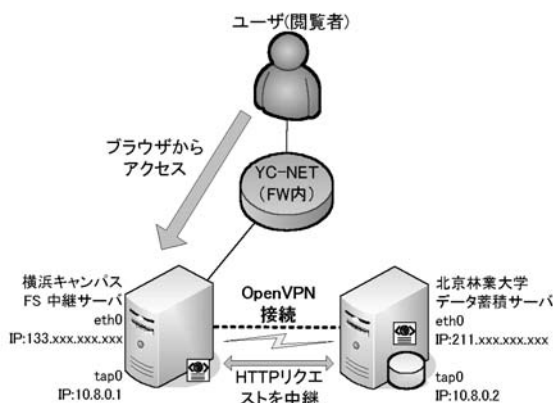 ユーザ(閲覧者)
ブラウザから
アクセス
YC-NET
(FW内)
横浜キャンパス
FS 中継サーバ
eth0
IP:133.xxx.xxx.xxx
tap0
IP:10.8.0.1
OpenVPN
接続
HTTPリクエ
ストを中継
北京林業大学
データ蓄積サーバ
eth0
IP:211.xxx.xxx.xxx
tap0
IP:10.8.0.2